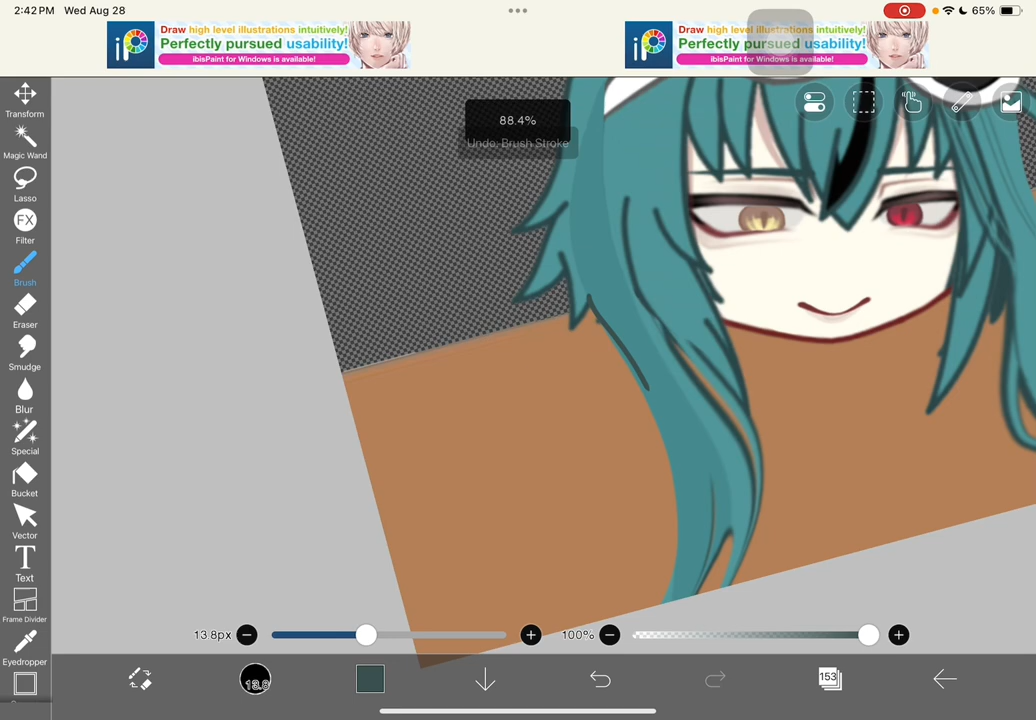 2:42 PM Wed Aug 28
65%
Draw high level illustrations intuitively!
Perfectly pursued usability!
ibisPaint for Windows is available!
Draw high level illustrations intuitively!
Perfectly pursued usability!
ibisPaint for Windows is available!
Transform
Magic Wand
Lasso
FX
Filter
Brush
Eraser
Smudge
Blur
Special
Bucket
Vector
T
Text
Frame Divider
Eyedropper
88.4%
Undo: Brush Stroke
13.8px
100%
13.8
153